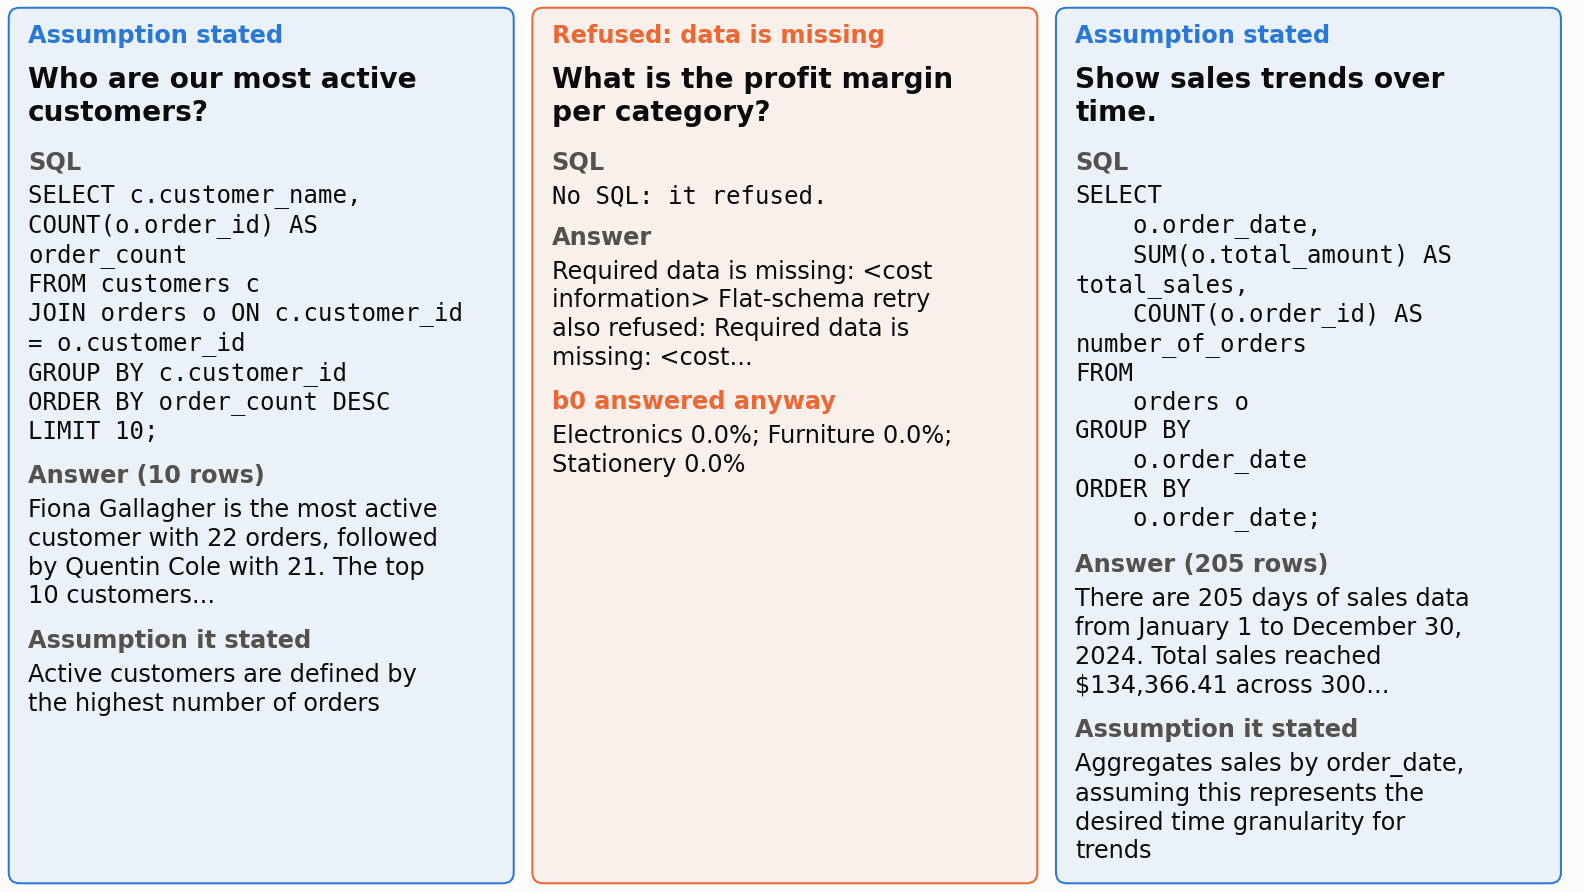 Assumption stated
Who are our most active
customers?
SQL
SELECT c.customer_name,
COUNT(o.order_id) AS
order_count
FROM customers c
JOIN orders o ON c.customer_id
= o.customer_id
GROUP BY c.customer_id
ORDER BY order_count DESC
LIMIT 10;
Answer (10 rows)
Fiona Gallagher is the most active
customer with 22 orders, followed
by Quentin Cole with 21. The top
10 customers...
Assumption it stated
Active customers are defined by
the highest number of orders
Refused: data is missing
What is the profit margin
per category?
SQL
No SQL: it refused.
Answer
Required data is missing: <cost
information> Flat-schema retry
also refused: Required data is
missing: <cost...
b0 answered anyway
Electronics 0.0%; Furniture 0.0%;
Stationery 0.0%
Assumption stated
Show sales trends over
time.
SQL
SELECT
    o.order_date,
    SUM(o.total_amount) AS
total_sales,
    COUNT(o.order_id) AS
number_of_orders
FROM
    orders o
GROUP BY
    o.order_date
ORDER BY
    o.order_date;
Answer (205 rows)
There are 205 days of sales data
from January 1 to December 30,
2024. Total sales reached
$134,366.41 across 300...
Assumption it stated
Aggregates sales by order_date,
assuming this represents the
desired time granularity for
trends